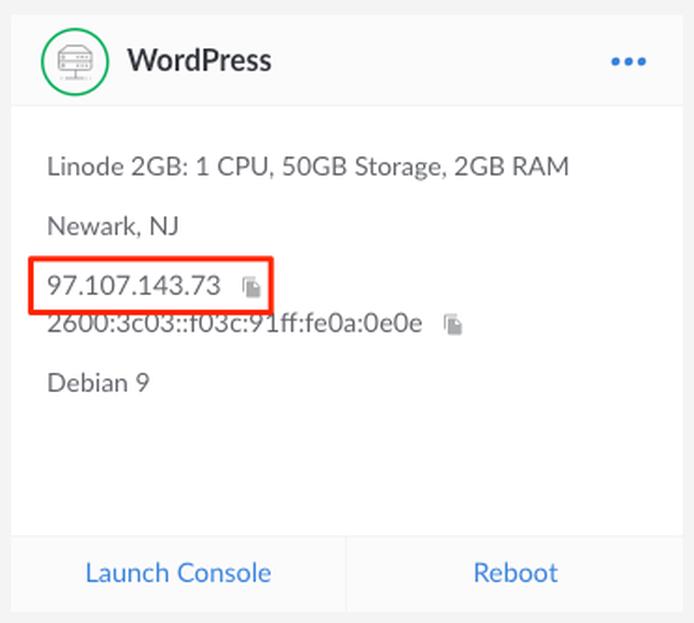 WordPress
Linode 2GB: 1 CPU, 50GB Storage, 2GB RAM
Newark, NJ
97.107.143.73
2600:3c03::f03c:91ff:fe0a:0e0e
Debian 9
Launch Console
Reboot